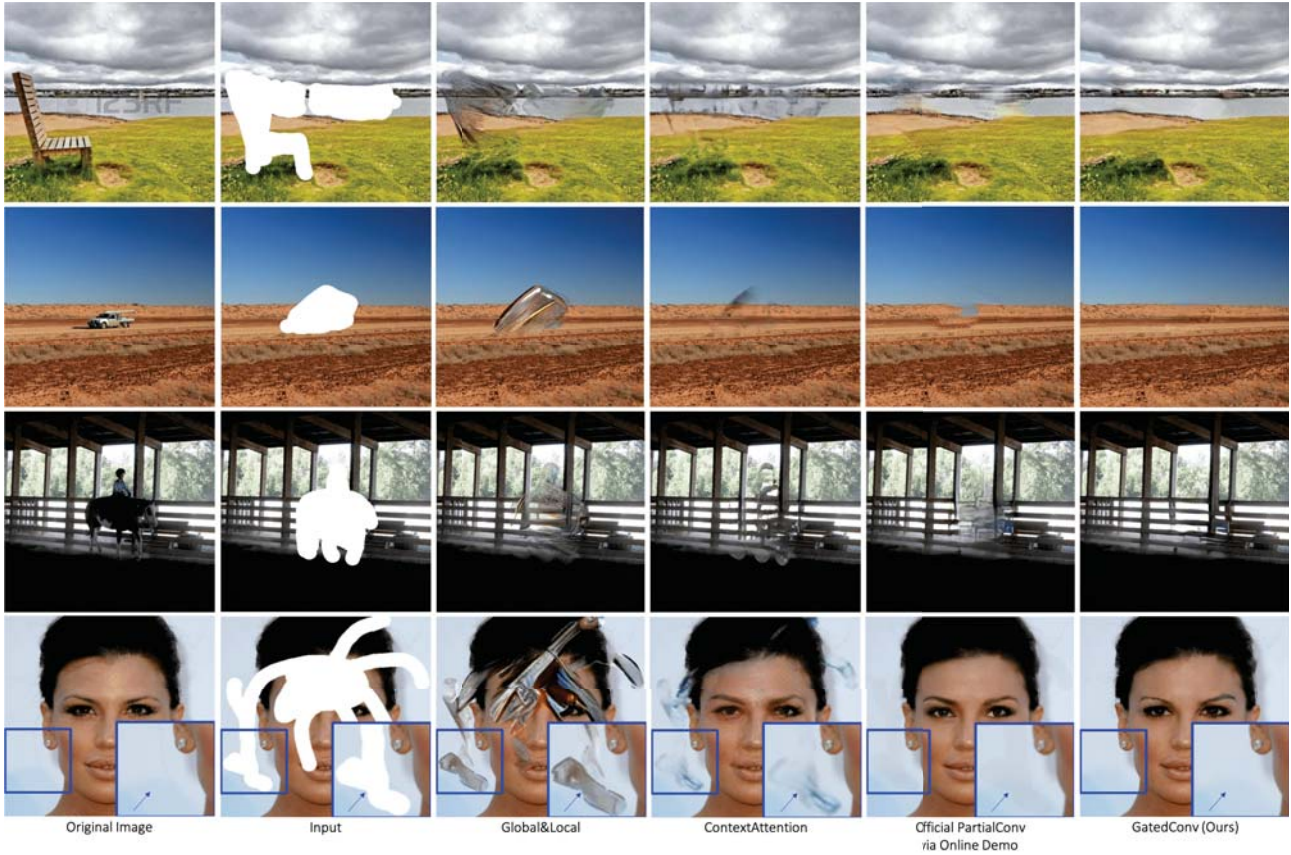 123RF
Original Image
Input
Global&Local
ContextAttention
Official PartialConv
via Online Demo
GatedConv (Ours)